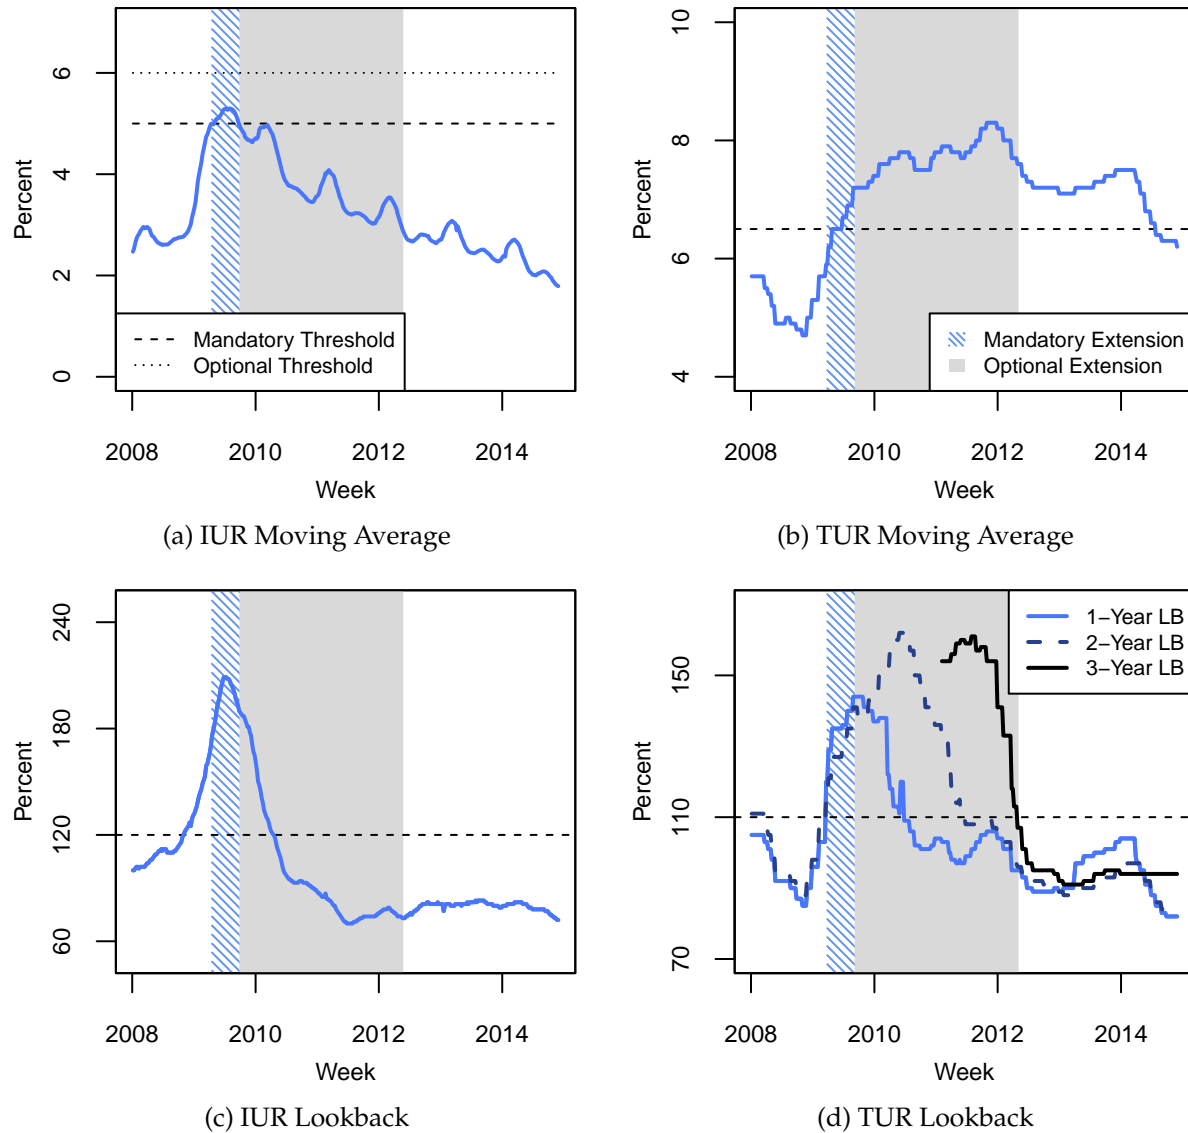 Percent
6
4
2
0
Mandatory Threshold
Optional Threshold
2008 2010 2012 2014
Week
(a) IUR Moving Average
Percent
10
8
6
4
Mandatory Extension
Optional Extension
2008 2010 2012 2014
Week
(b) TUR Moving Average
Percent
240
180
120
60
2008 2010 2012 2014
Week
(c) IUR Lookback
Percent
150
110
70
1−Year LB
2−Year LB
3−Year LB
2008 2010 2012 2014
Week
(d) TUR Lookback